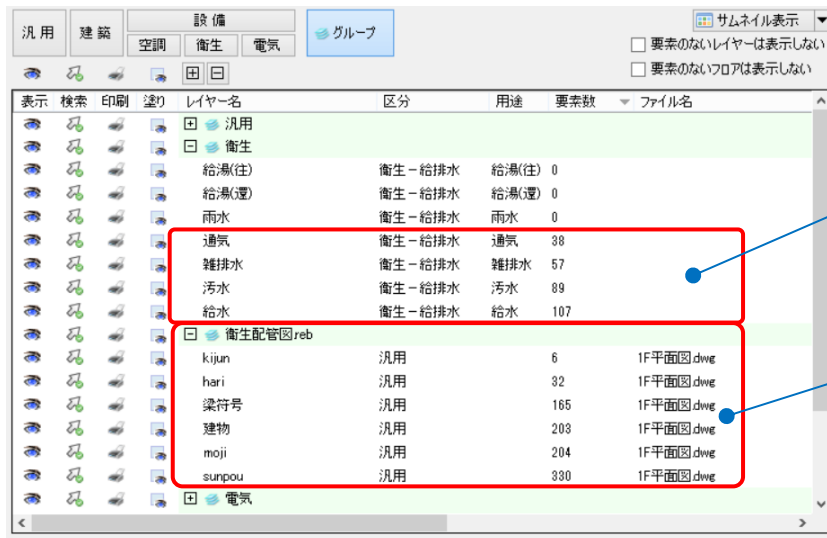 汎用 建築 設備 グループ サムネイル表示
空調 衛生 電気 要素のないレイヤーは表示しない
要素のないフロアは表示しない
表示 検索 印刷 塗り レイヤー名 区分 用途 要素数 ファイル名
汎用
衛生
給湯(往) 衛生－給排水 給湯(往) 0
給湯(還) 衛生－給排水 給湯(還) 0
雨水 衛生－給排水 雨水 0
通気 衛生－給排水 通気 38
雑排水 衛生－給排水 雑排水 57
汚水 衛生－給排水 汚水 89
給水 衛生－給排水 給水 107
衛生配管図.reb
kijun 汎用 6 1F平面図.dwg
hari 汎用 32 1F平面図.dwg
梁符号 汎用 165 1F平面図.dwg
建物 汎用 203 1F平面図.dwg
moji 汎用 204 1F平面図.dwg
sunpou 汎用 330 1F平面図.dwg
電気